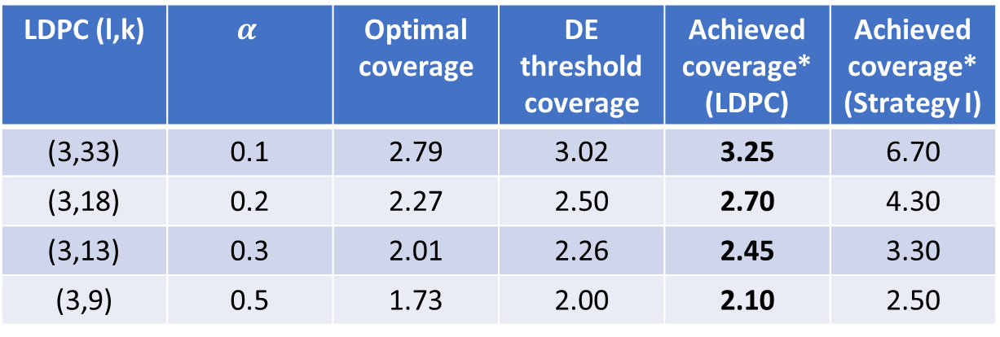 LDPC (l,k) α Optimal coverage DE threshold coverage Achieved coverage* (LDPC) Achieved coverage* (Strategy I)
(3,33) 0.1 2.79 3.02 3.25 6.70
(3,18) 0.2 2.27 2.50 2.70 4.30
(3,13) 0.3 2.01 2.26 2.45 3.30
(3,9) 0.5 1.73 2.00 2.10 2.50